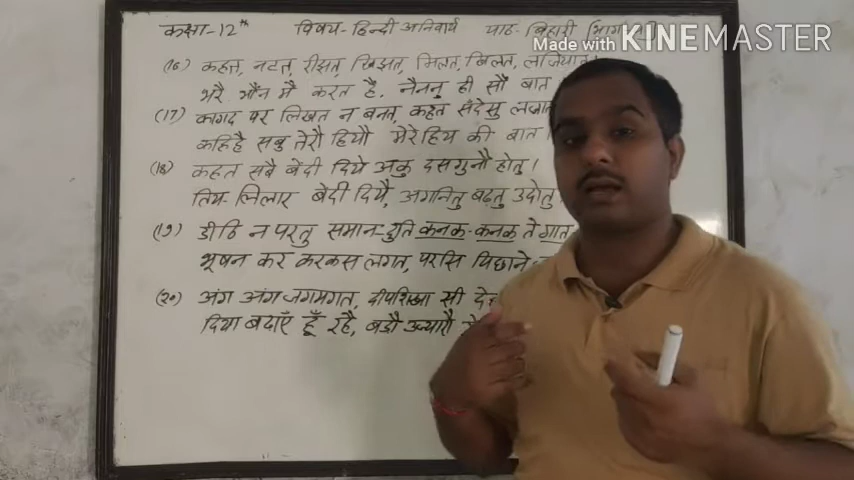 कक्षा-12th विषय-हिन्दी अनिवार्य पाठ-बिहारी (भाग
Made with KINEMASTER
(16) कहत, नटत, रीझत, खिझत, मिलत, खिलत, लजियात
भरै भौन मै करत है, नैननु ही सौं बात
(17) कागद पर लिखत न बनत, कहत सँदेसु लजात
कहिहै सबु तेरौ हियौ मेरे हिय की बात
(18) कहत सबै बेंदी दिये आंकु दसगुनौ होतु।
तिय लिलार बेंदी दियै, अगनितु बढ़तु उदोतु
(19) डीठि न परतु समान-दुति कनक-कनक ते गात
भूषन कर करकस लगत, परसि पिछाने
(20) अंग अंग जगमगत, दीपशिखा सी
दिया बढाएँ हूँ रहै, बडौ उज्यारौ